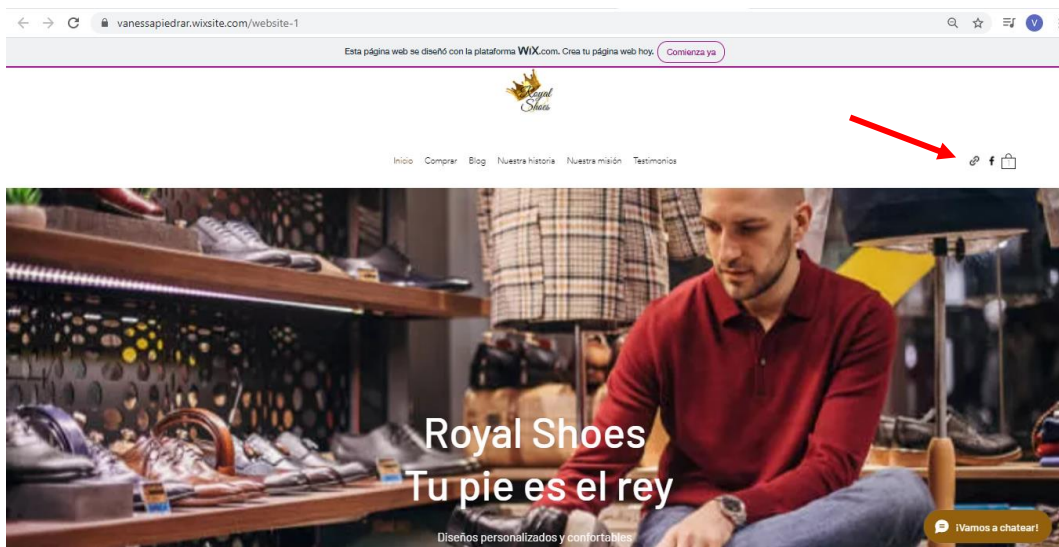 vanessapiedrar.wixsite.com/website-1
V
Esta página web se diseñó con la plataforma WiX.com. Crea tu página web hoy. Comienza ya
Royal
Shoes
Inicio Comprar Blog Nuestra historia Nuestra misión Testimonios
f
Royal Shoes
Tu pie es el rey
Diseños personalizados y confortables
¡Vamos a chatear!